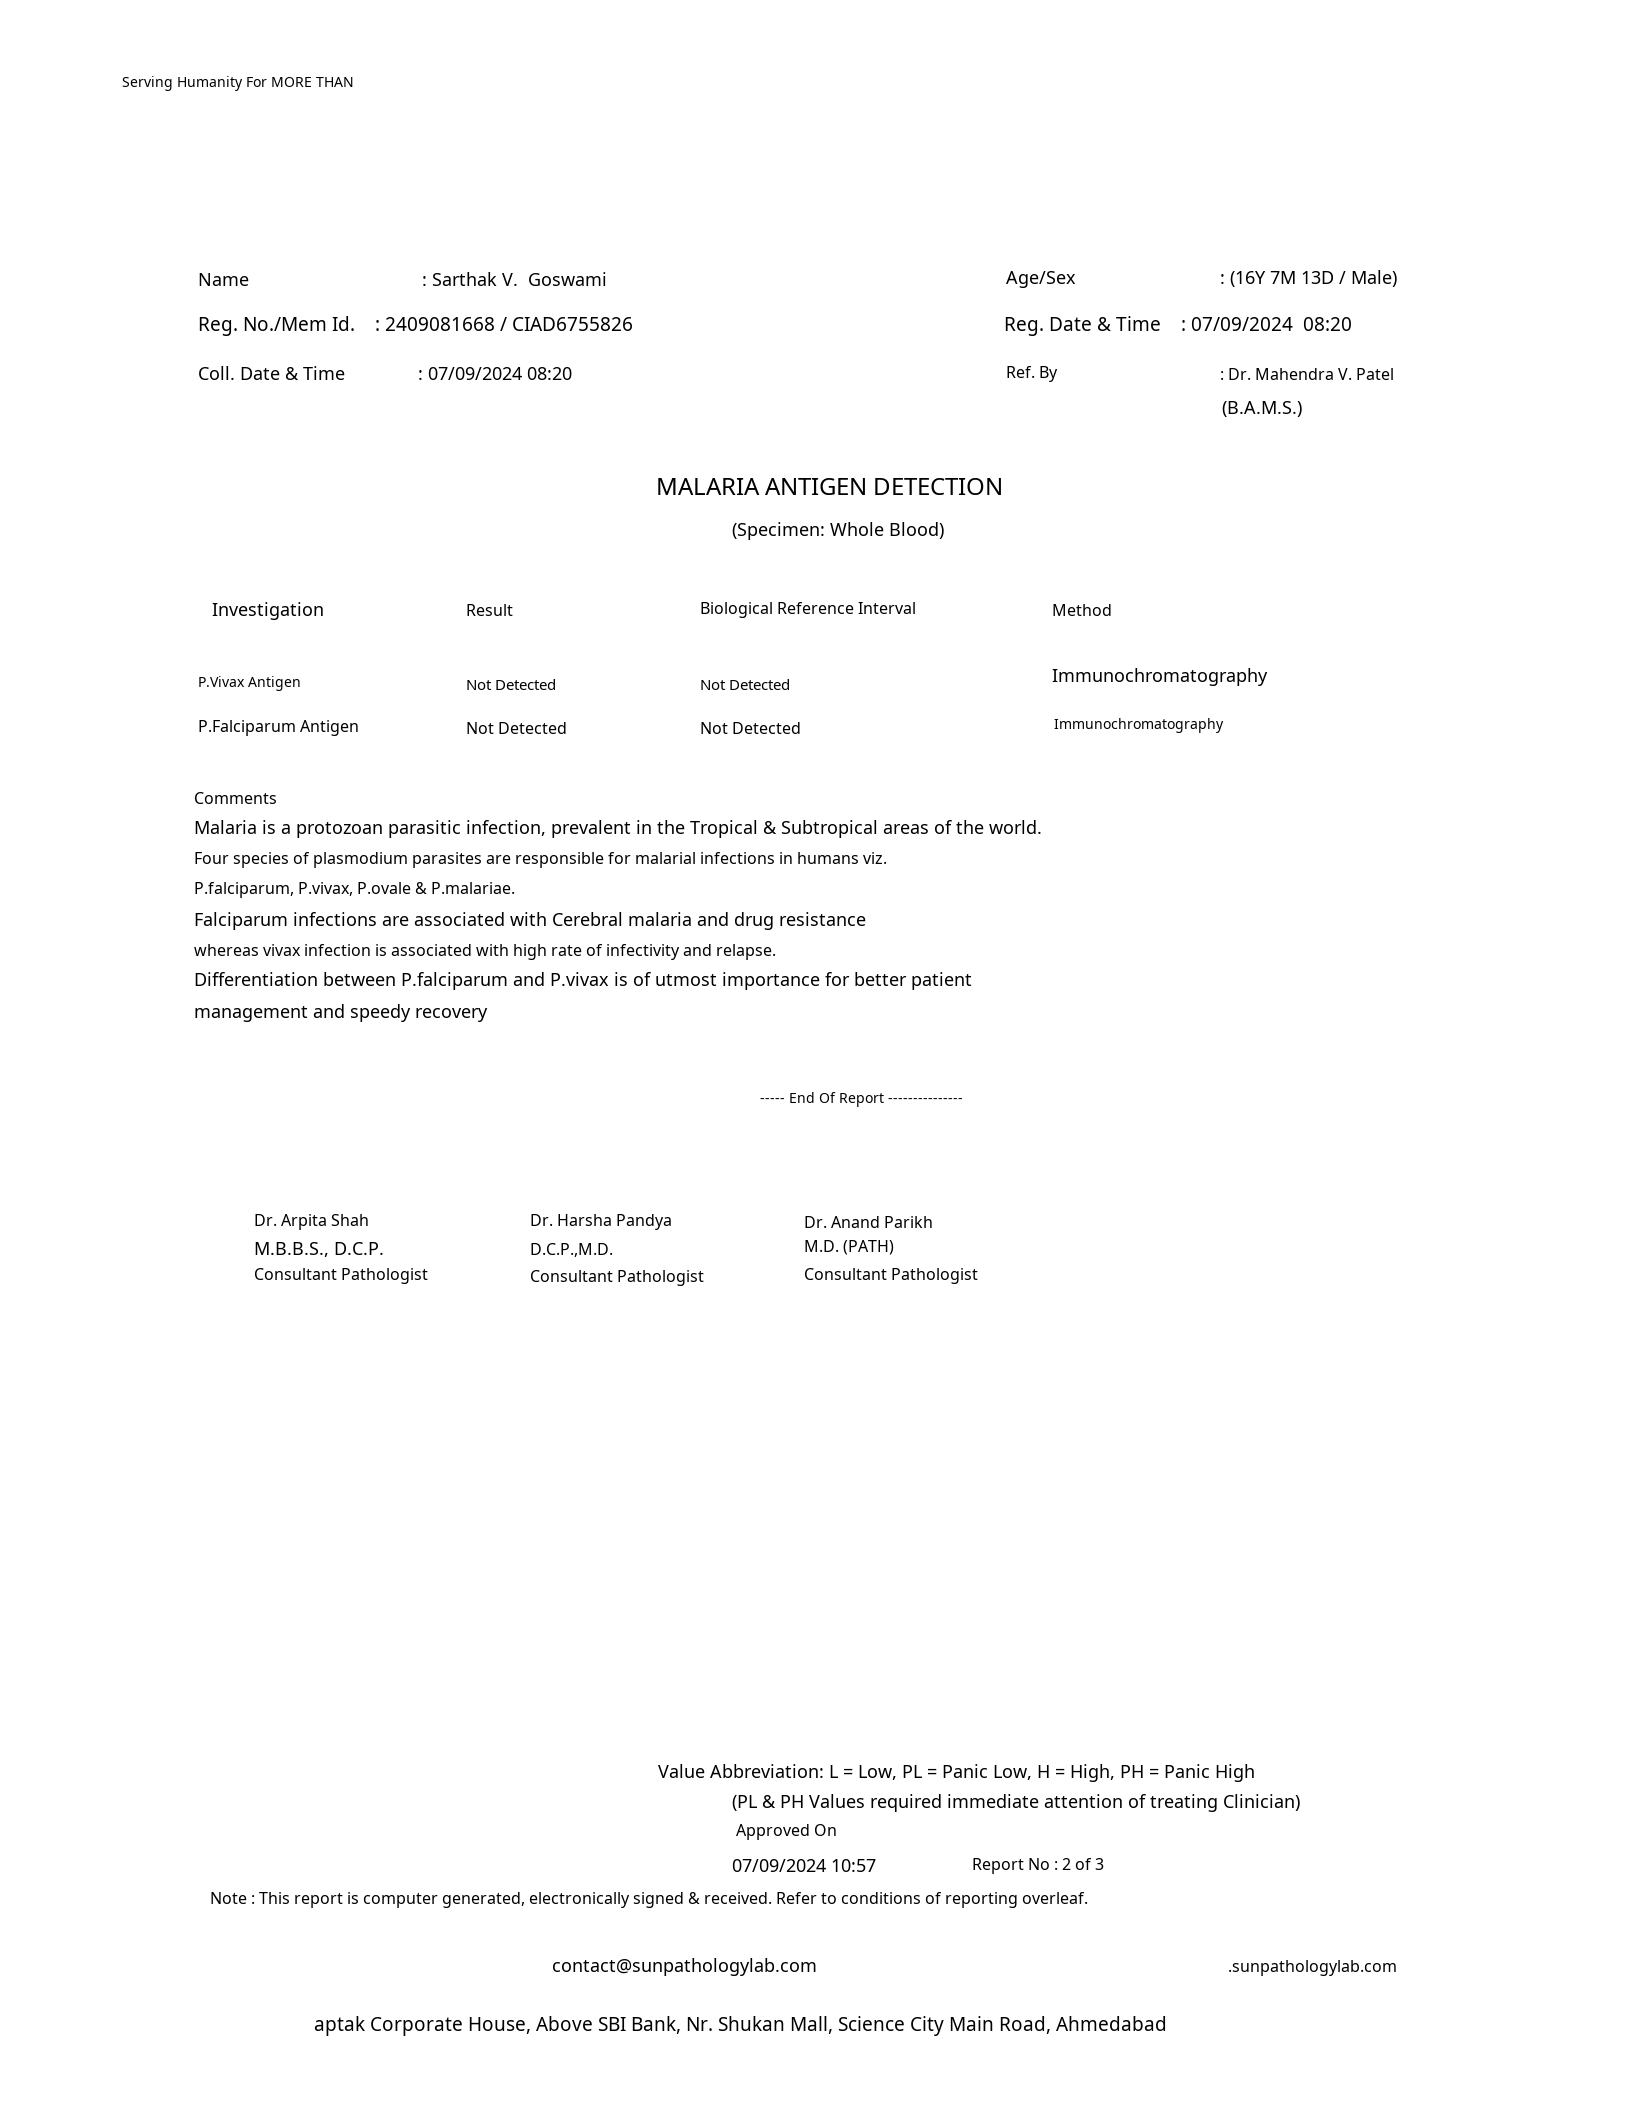 Serving Humanity For MORE THAN
Name : Sarthak V. Goswami Age/Sex : (16Y 7M 13D / Male)
Reg. No./Mem Id. : 2409081668 / CIAD6755826 Reg. Date & Time : 07/09/2024 08:20
Coll. Date & Time : 07/09/2024 08:20 Ref. By : Dr. Mahendra V. Patel
(B.A.M.S.)
MALARIA ANTIGEN DETECTION
(Specimen: Whole Blood)
Investigation Result Biological Reference Interval Method
P.Vivax Antigen Not Detected Not Detected Immunochromatography
P.Falciparum Antigen Not Detected Not Detected Immunochromatography
Comments
Malaria is a protozoan parasitic infection, prevalent in the Tropical & Subtropical areas of the world.
Four species of plasmodium parasites are responsible for malarial infections in humans viz.
P.falciparum, P.vivax, P.ovale & P.malariae.
Falciparum infections are associated with Cerebral malaria and drug resistance
whereas vivax infection is associated with high rate of infectivity and relapse.
Differentiation between P.falciparum and P.vivax is of utmost importance for better patient
management and speedy recovery
----- End Of Report ---------------
Dr. Arpita Shah Dr. Harsha Pandya Dr. Anand Parikh
M.B.B.S., D.C.P. D.C.P.,M.D. M.D. (PATH)
Consultant Pathologist Consultant Pathologist Consultant Pathologist
Value Abbreviation: L = Low, PL = Panic Low, H = High, PH = Panic High
(PL & PH Values required immediate attention of treating Clinician)
Approved On
07/09/2024 10:57 Report No : 2 of 3
Note : This report is computer generated, electronically signed & received. Refer to conditions of reporting overleaf.
contact@sunpathologylab.com .sunpathologylab.com
aptak Corporate House, Above SBI Bank, Nr. Shukan Mall, Science City Main Road, Ahmedabad